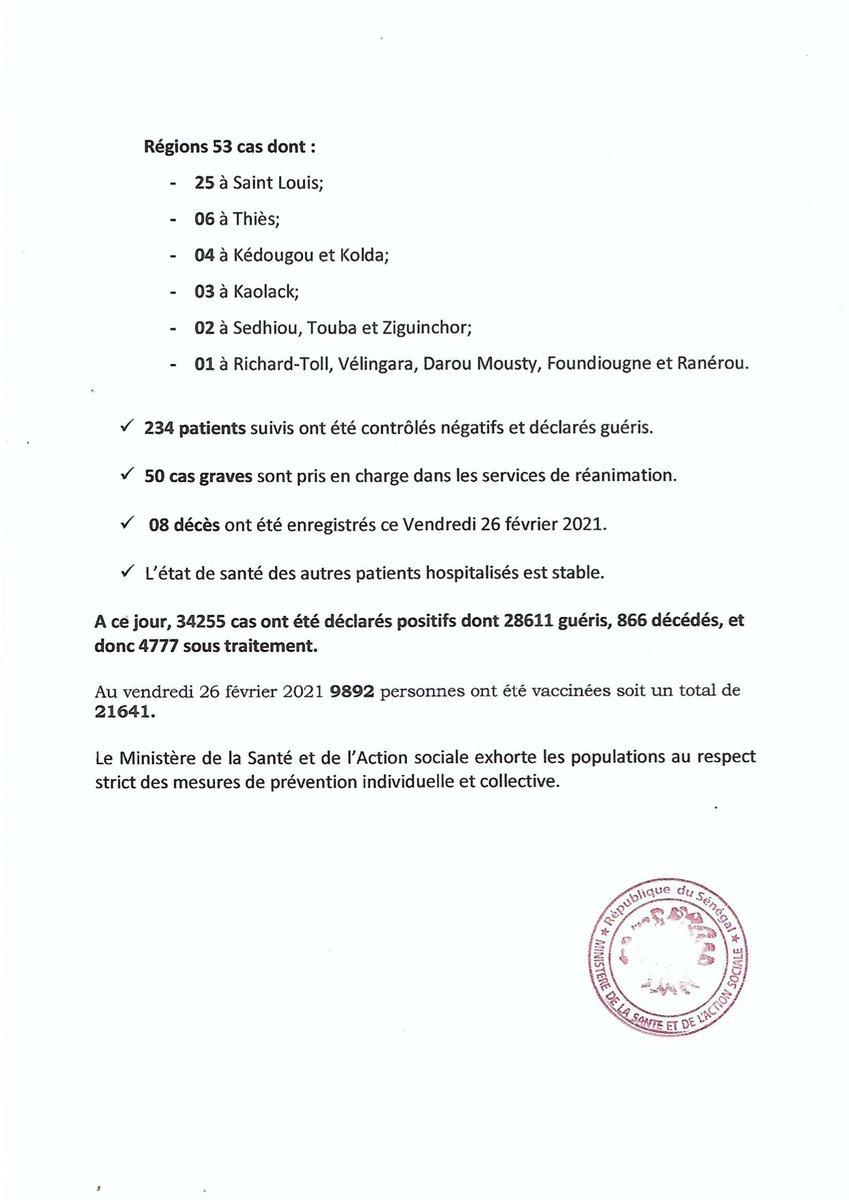 Régions 53 cas dont :
- 25 à Saint Louis;
- 06 à Thiès;
- 04 à Kédougou et Kolda;
- 03 à Kaolack;
- 02 à Sedhiou, Touba et Ziguinchor;
- 01 à Richard-Toll, Vélingara, Darou Mousty, Foundiougne et Ranérou.
✓ 234 patients suivis ont été contrôlés négatifs et déclarés guéris.
✓ 50 cas graves sont pris en charge dans les services de réanimation.
✓ 08 décès ont été enregistrés ce Vendredi 26 février 2021.
✓ L'état de santé des autres patients hospitalisés est stable.
A ce jour, 34255 cas ont été déclarés positifs dont 28611 guéris, 866 décédés, et
donc 4777 sous traitement.
Au vendredi 26 février 2021 9892 personnes ont été vaccinées soit un total de
21641.
Le Ministère de la Santé et de l'Action sociale exhorte les populations au respect
strict des mesures de prévention individuelle et collective.
★ République du Sénégal ★
MINISTERE DE LA SANTE ET DE L'ACTION SOCIALE